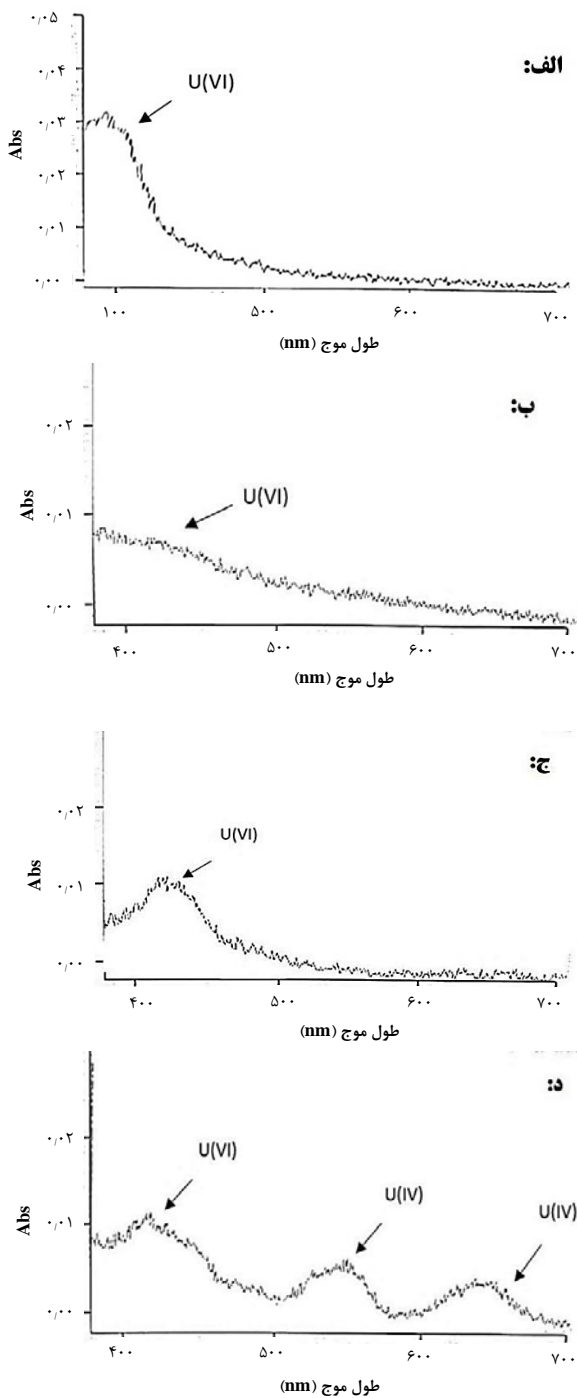 الف:
۰٫۰۵
۰٫۰۴
U(VI)
۰٫۰۳
Abs
۰٫۰۲
۰٫۰۱
۰٫۰۰
۱۰۰ ۵۰۰ ۶۰۰ ۷۰۰
طول موج (nm)
ب:
۰٫۰۲
Abs
U(VI)
۰٫۰۱
۰٫۰۰
۴۰۰ ۵۰۰ ۶۰۰ ۷۰۰
طول موج (nm)
ج:
۰٫۰۲
U(VI)
Abs
۰٫۰۱
۰٫۰۰
۴۰۰ ۵۰۰ ۶۰۰ ۷۰۰
طول موج (nm)
د:
۰٫۰۲
U(VI)
U(IV)
U(IV)
Abs
۰٫۰۱
۰٫۰۰
۴۰۰ ۵۰۰ ۶۰۰ ۷۰۰
طول موج (nm)